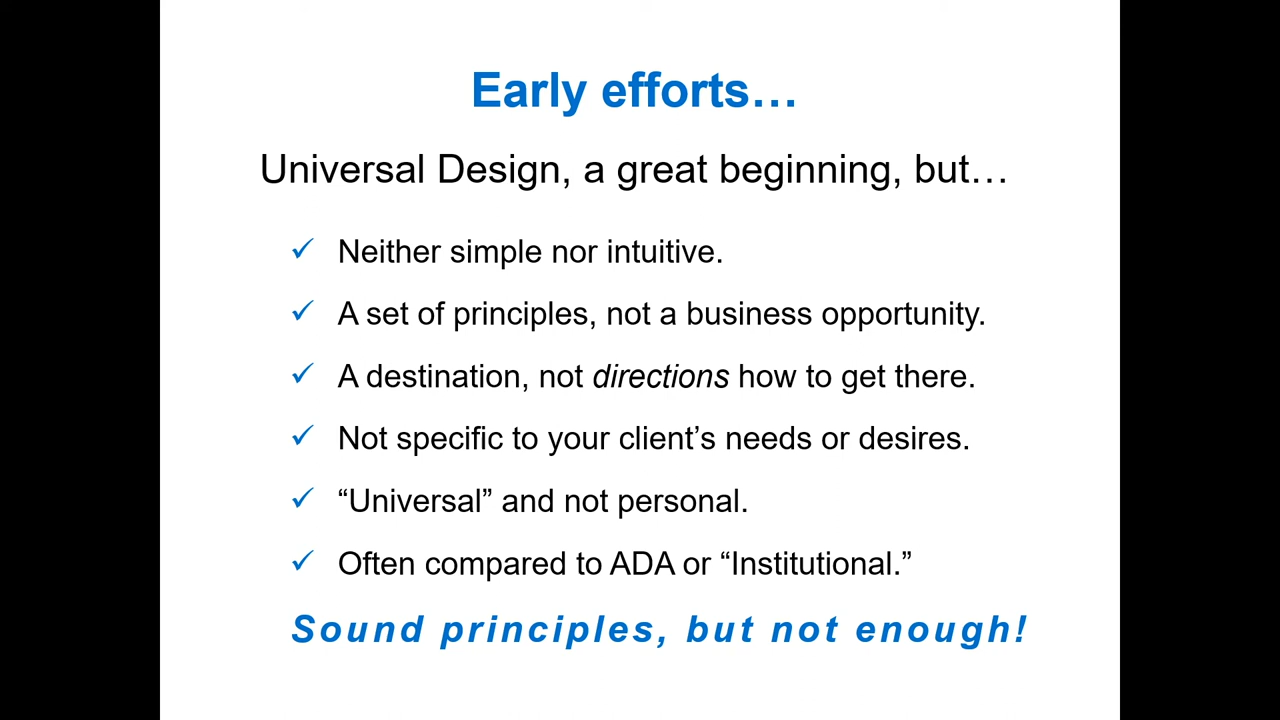 Early efforts…
Universal Design, a great beginning, but…
✓ Neither simple nor intuitive.
✓ A set of principles, not a business opportunity.
✓ A destination, not directions how to get there.
✓ Not specific to your client’s needs or desires.
✓ “Universal” and not personal.
✓ Often compared to ADA or “Institutional.”
Sound principles, but not enough!